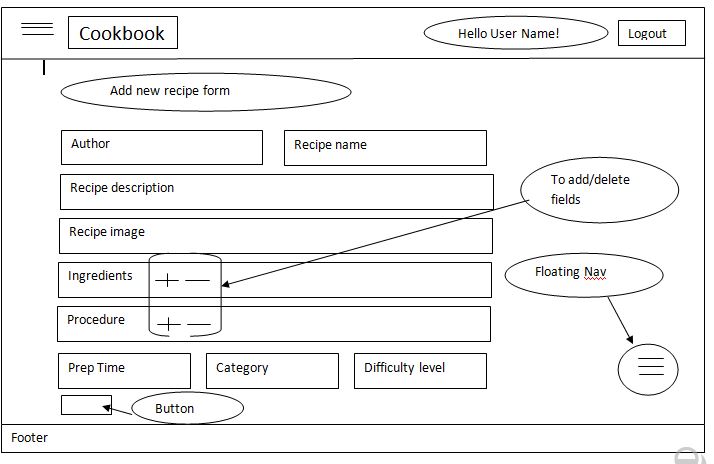 Cookbook
Hello User Name!
Logout
Add new recipe form
Author
Recipe name
Recipe description
To add/delete
fields
Recipe image
Ingredients
Floating Nav
Procedure
Prep Time
Category
Difficulty level
Button
Footer